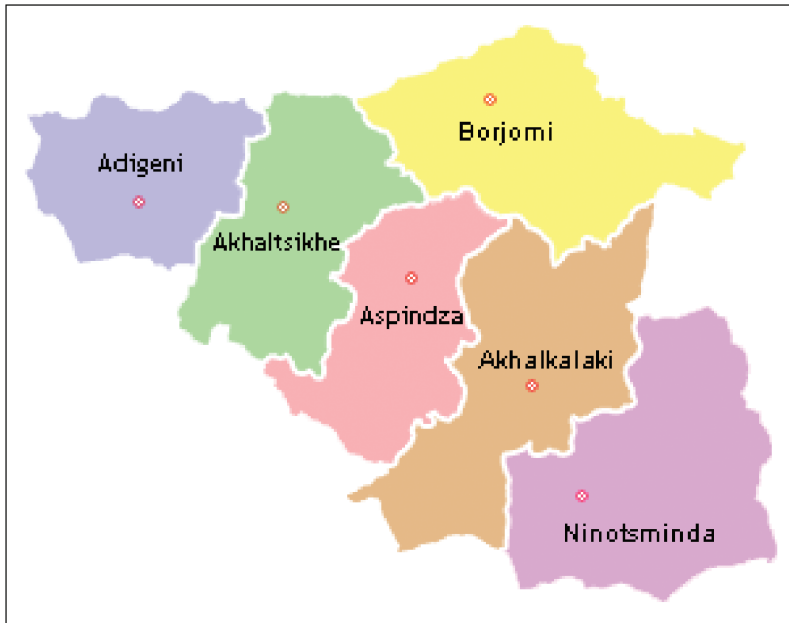 Borjomi
Adigeni
Akhaltsikhe
Aspindza
Akhalkalaki
Ninotsminda